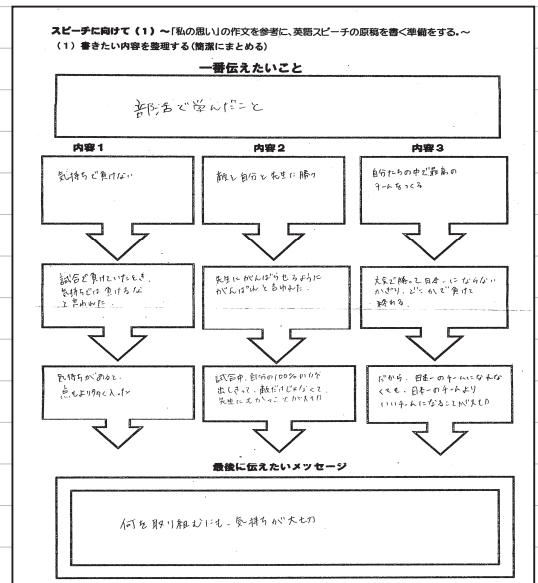 スピーチに向けて（1）～「私の思い」の作文を参考に、英語スピーチの原稿を書く準備をする。～
（1）書きたい内容を整理する（簡潔にまとめる）
一番伝えたいこと
部活で学んだこと
内容1
内容2
内容3
気持ちで負けない
敵と自分と先生に勝つ
自分たちの中で最高の
チームをつくる
試合で負けていたとき、
気持ちでは負けるな
と言われた。
先生にがんばらせるように
がんばれと言われた。
大会で勝って日本一にならない
かぎり、どこかで負けて
終わる。
気持ちがあると、
点もより多く入った
試合中、自分の100%の力を
出しきって、敵だけじゃなくて、
先生にもかつことが大切
だから、日本一のチームになれな
くても、日本一のチームより
いいチームになることが大切
最後に伝えたいメッセージ
何を取り組むにも、気持ちが大切